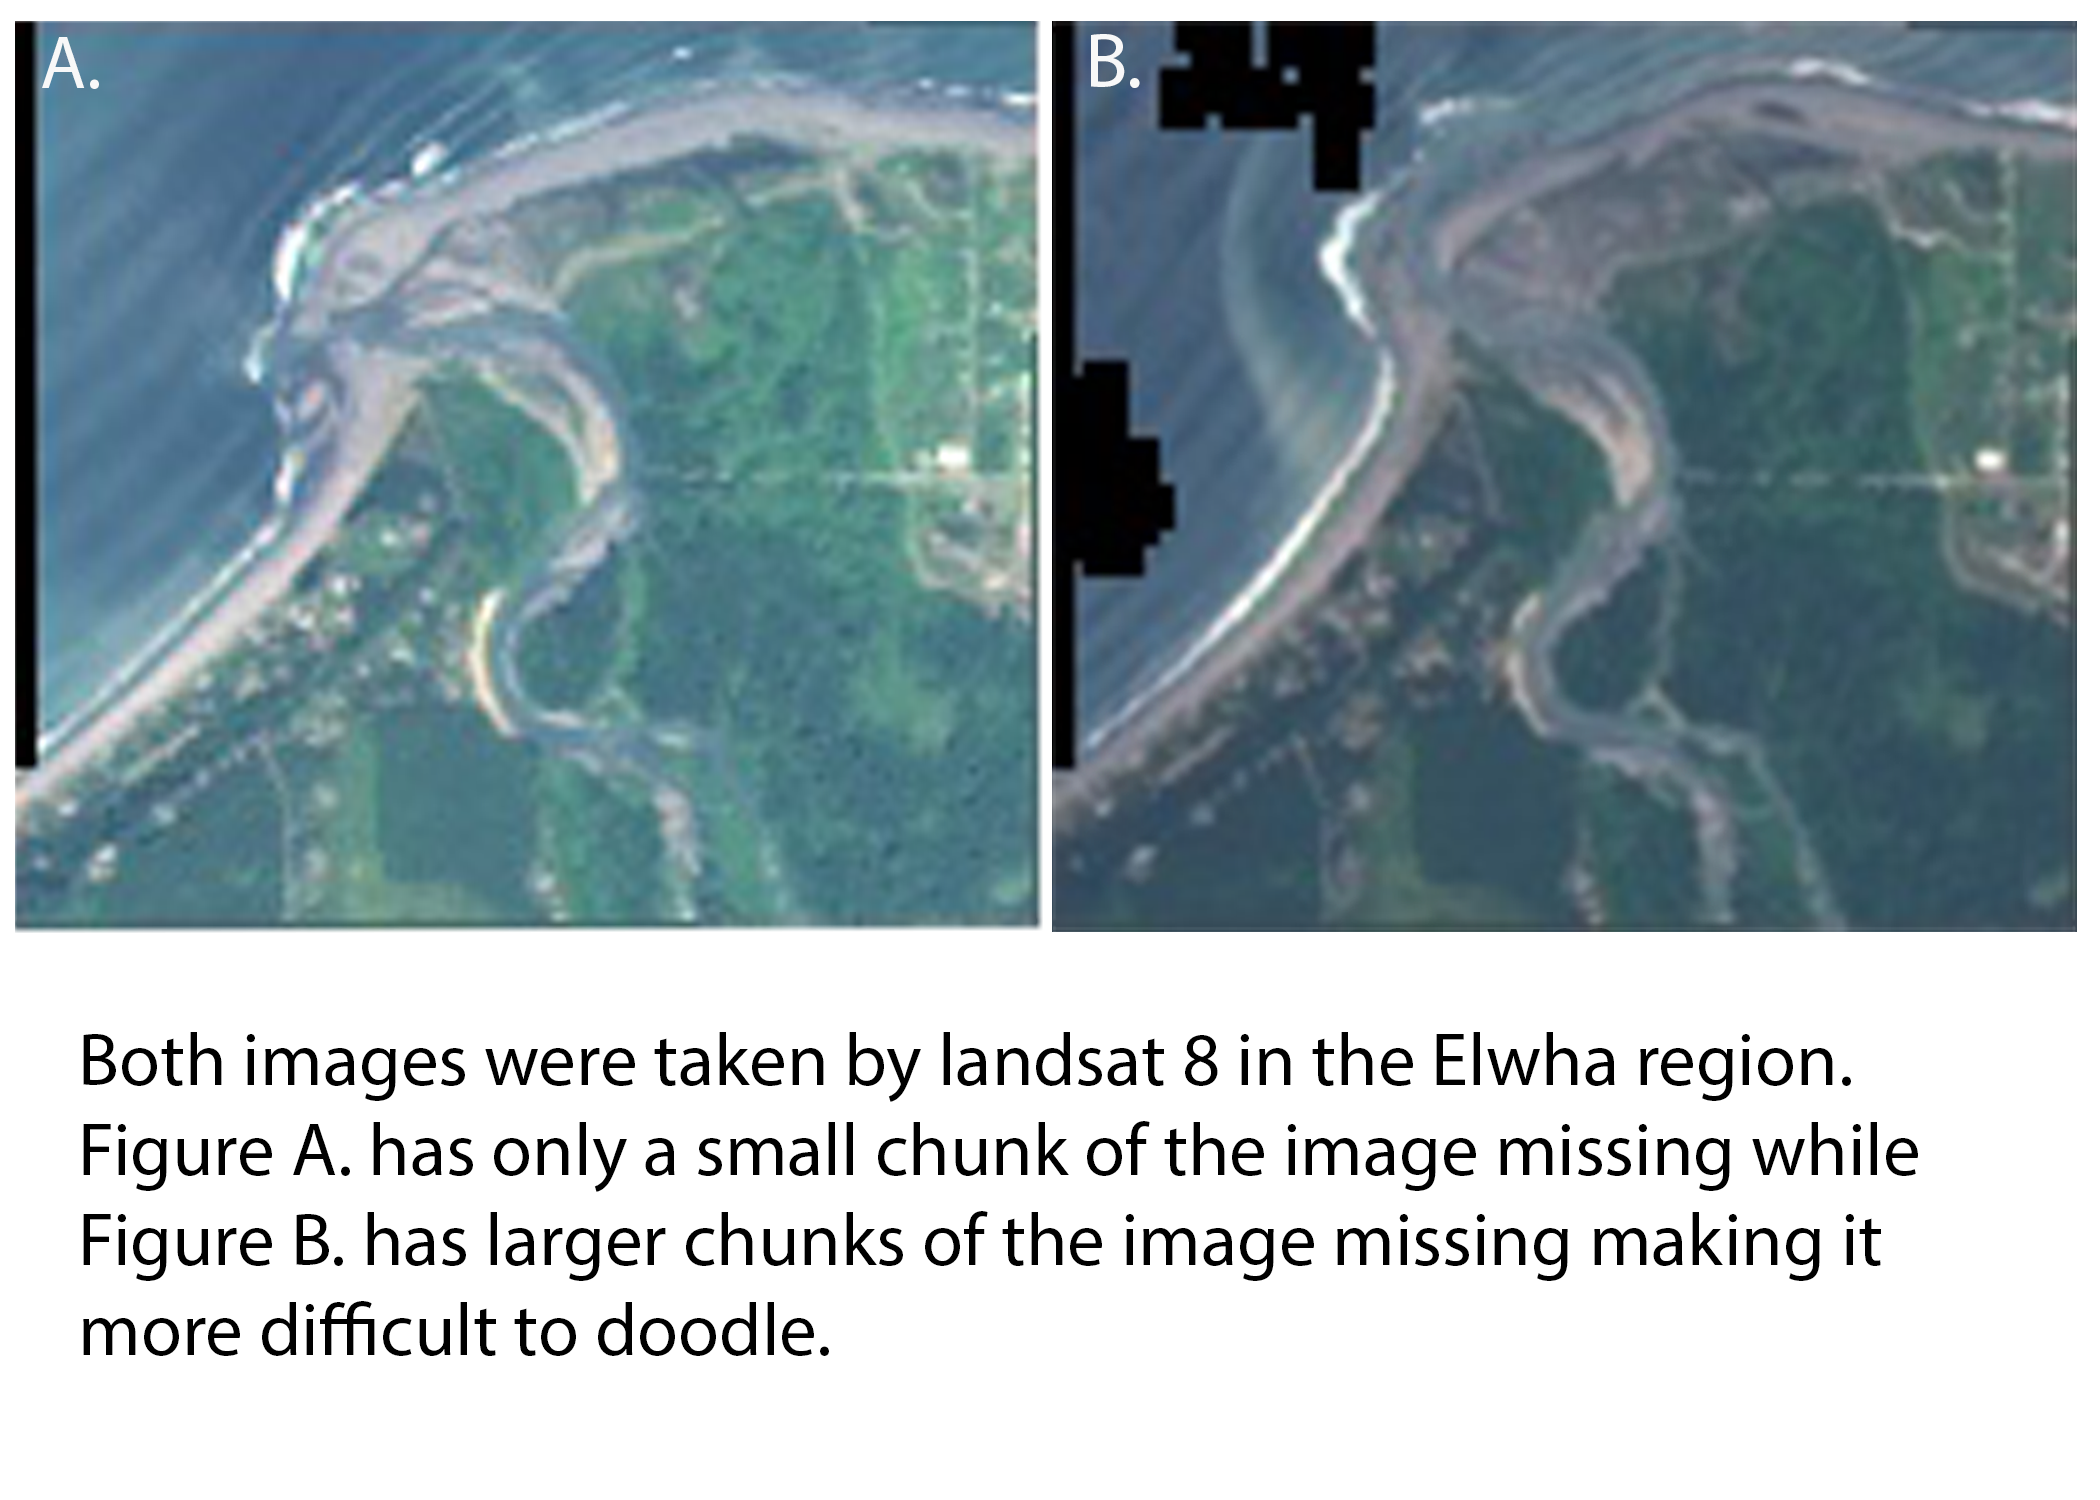 A.
B.
Both images were taken by landsat 8 in the Elwha region.
Figure A. has only a small chunk of the image missing while
Figure B. has larger chunks of the image missing making it
more difficult to doodle.